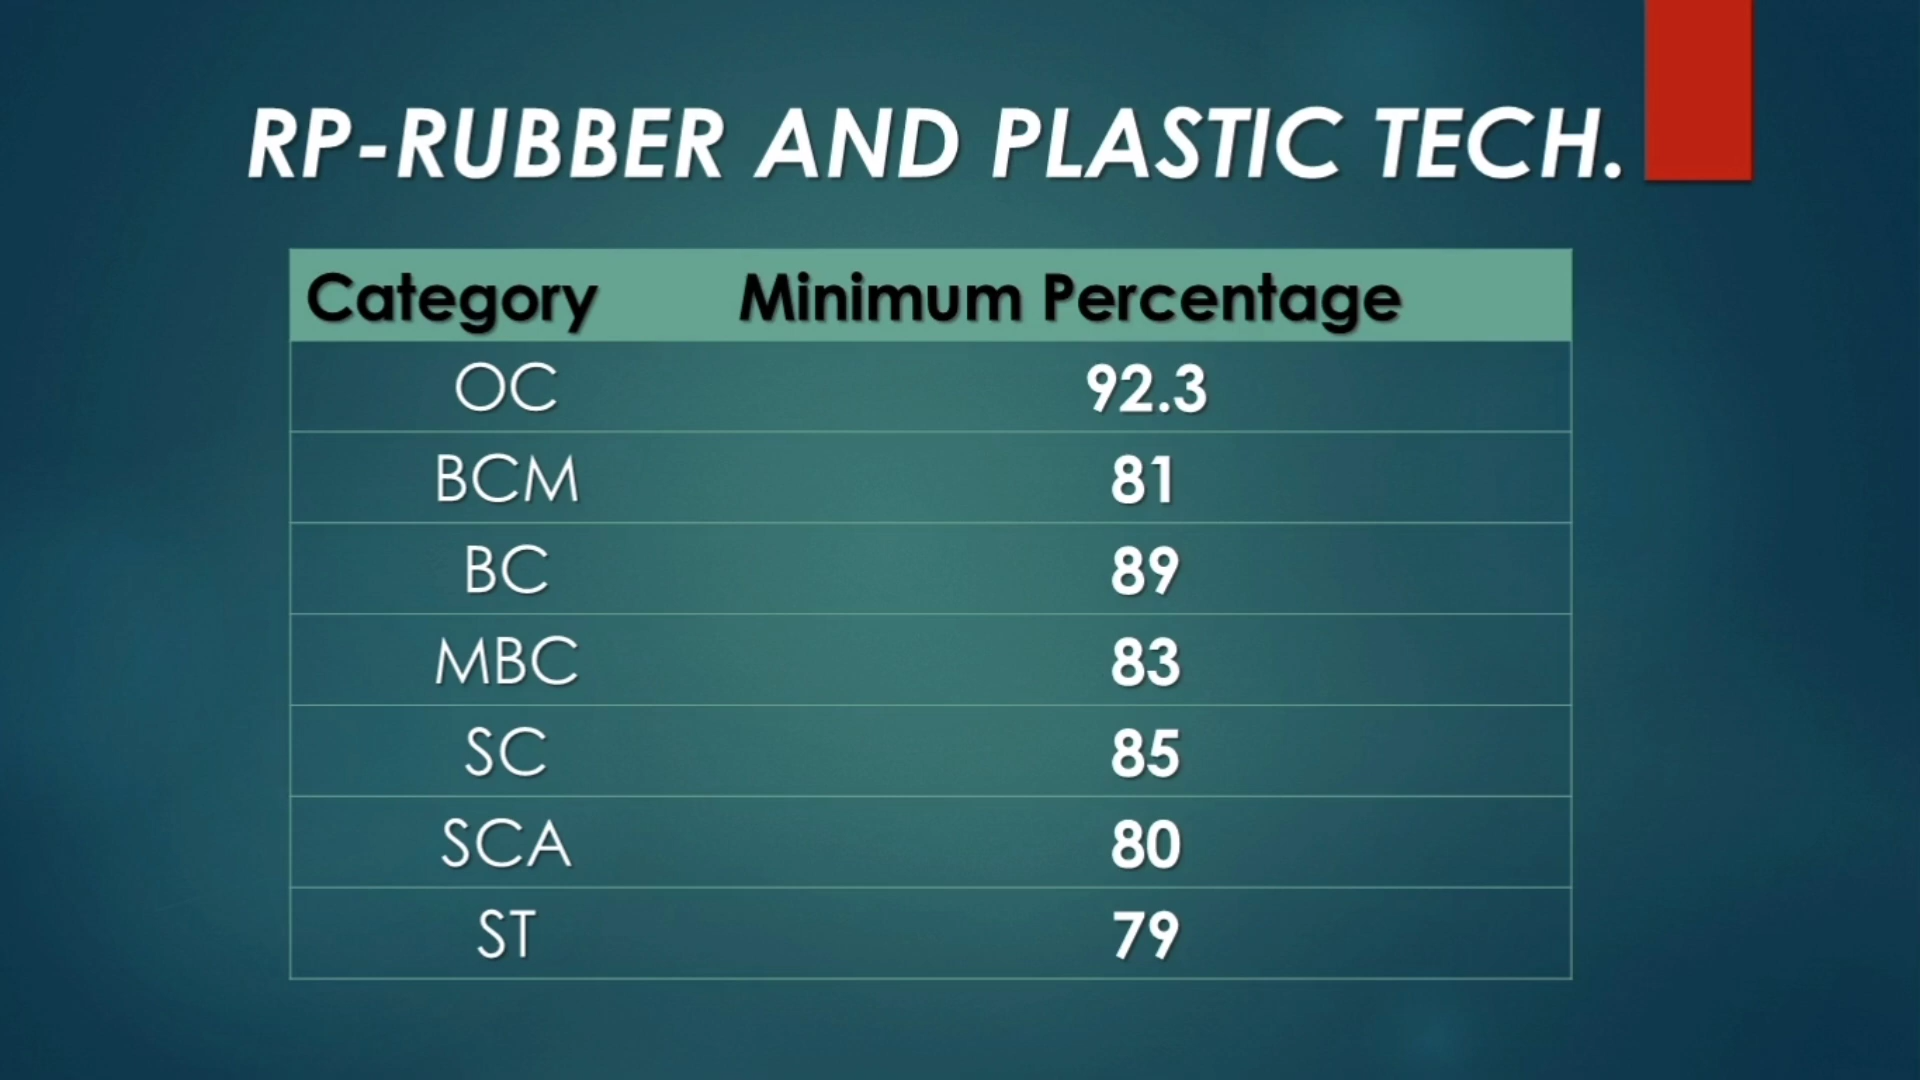 RP-RUBBER AND PLASTIC TECH.
Category Minimum Percentage
OC 92.3
BCM 81
BC 89
MBC 83
SC 85
SCA 80
ST 79